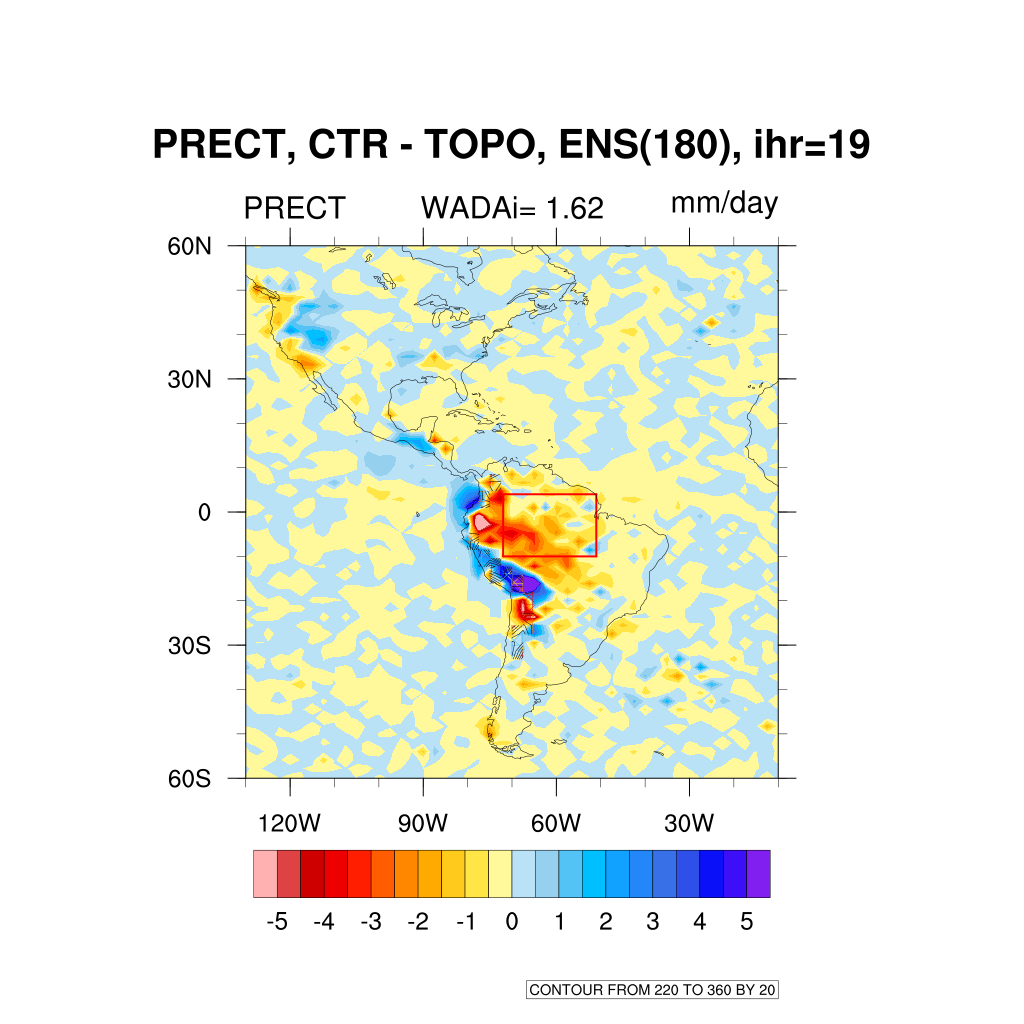 PRECT, CTR - TOPO, ENS(180), ihr=19
PRECT WADAi= 1.62 mm/day
60N
30N
0
30S
60S
120W 90W 60W 30W
-5 -4 -3 -2 -1 0 1 2 3 4 5
CONTOUR FROM 220 TO 360 BY 20